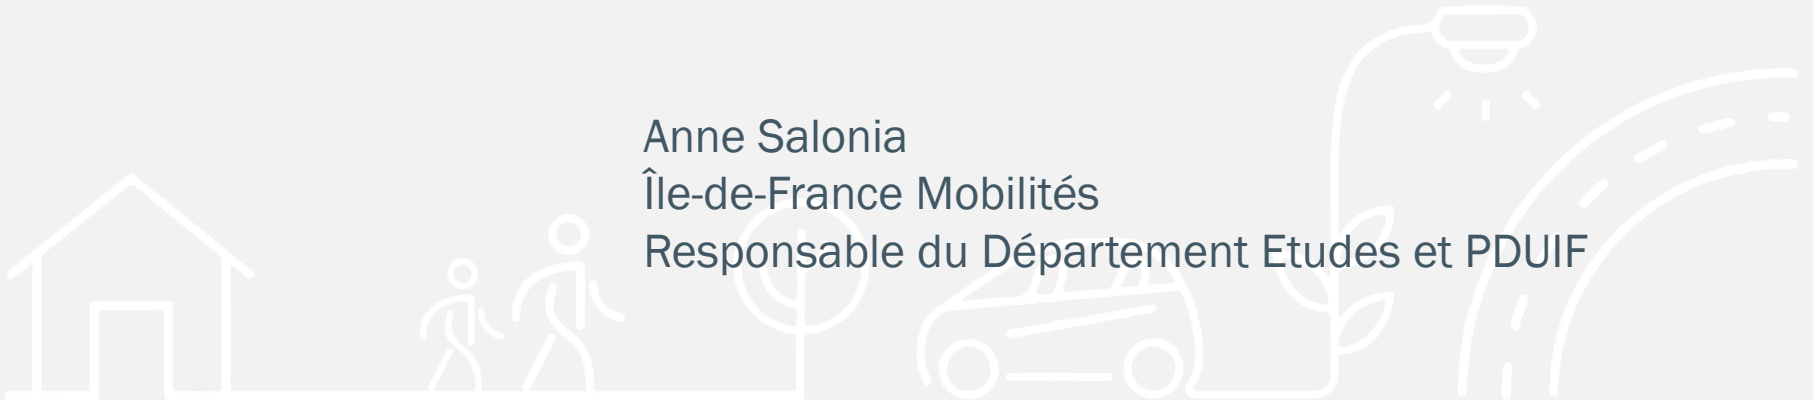 Anne Salonia
Île-de-France Mobilités
Responsable du Département Etudes et PDUIF